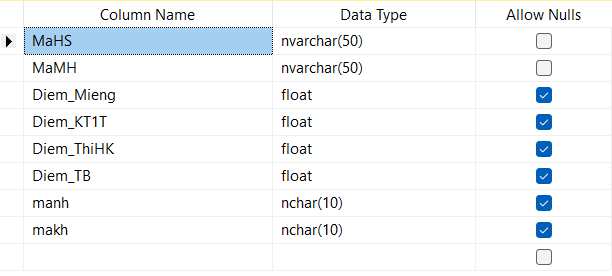 Column Name Data Type Allow Nulls
MaHS nvarchar(50)
MaMH nvarchar(50)
Diem_Mieng float
Diem_KT1T float
Diem_ThiHK float
Diem_TB float
manh nchar(10)
makh nchar(10)